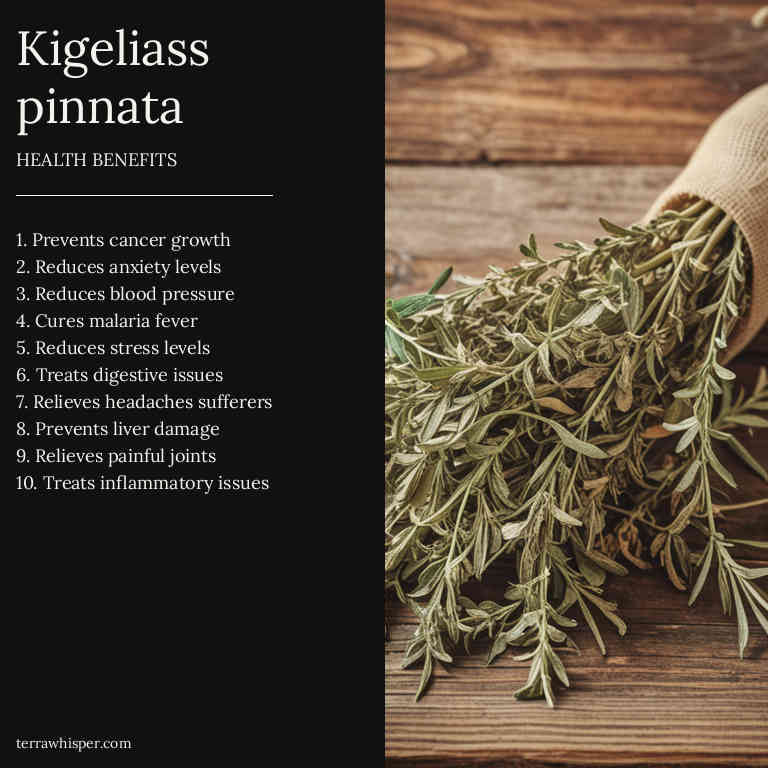 Kigeliass
pinnata
HEALTH BENEFITS
1. Prevents cancer growth
2. Reduces anxiety levels
3. Reduces blood pressure
4. Cures malaria fever
5. Reduces stress levels
6. Treats digestive issues
7. Relieves headaches sufferers
8. Prevents liver damage
9. Relieves painful joints
10. Treats inflammatory issues
terrawhisper.com